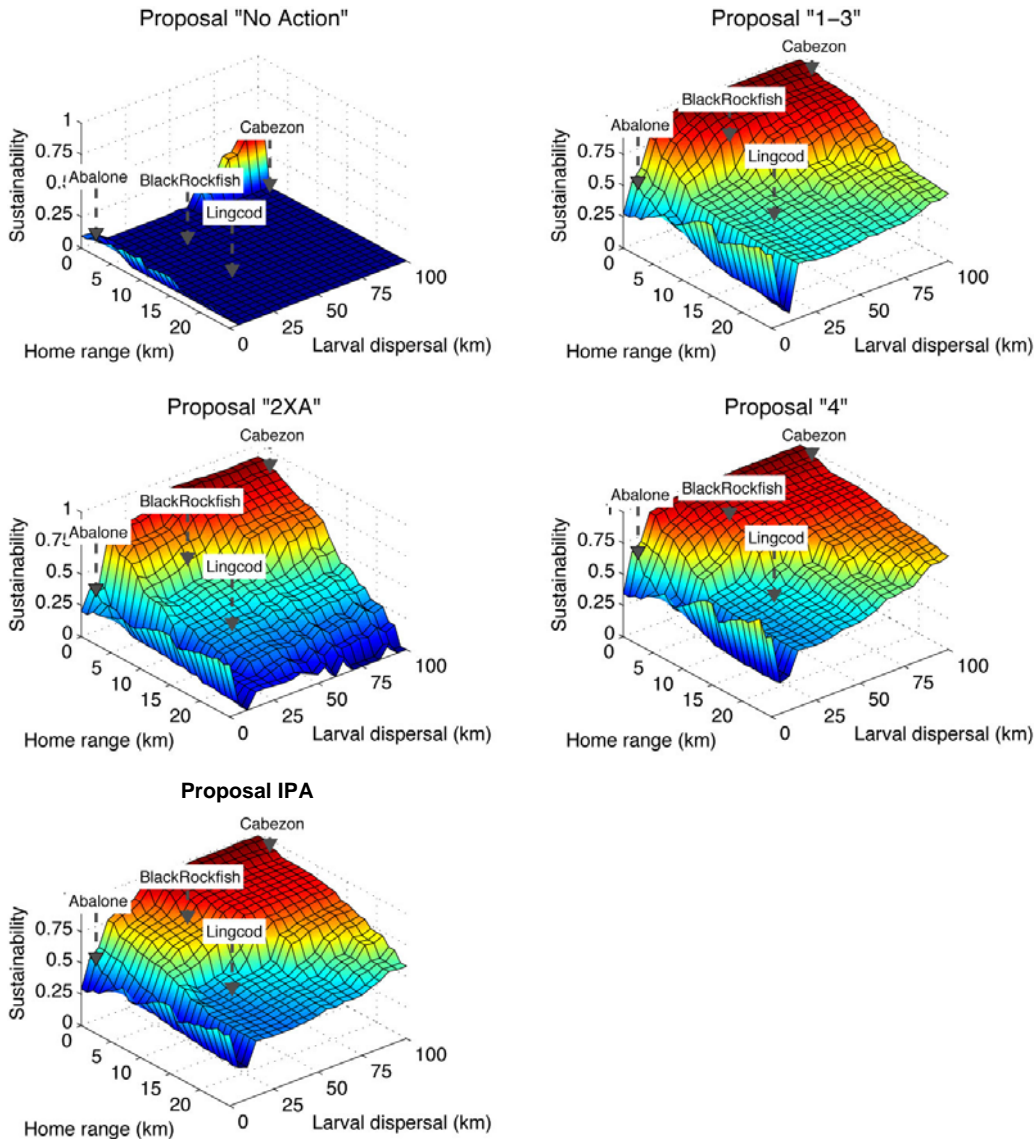 Proposal "No Action"
Sustainability
1
0.75
0.5
0.25
0
Cabezon
Abalone
BlackRockfish
Lingcod
0
5
10
15
20
Home range (km)
0
25
50
75
100
Larval dispersal (km)
Proposal "1−3"
Sustainability
1
0.75
0.5
0.25
0
Cabezon
BlackRockfish
Abalone
Lingcod
0
5
10
15
20
Home range (km)
0
25
50
75
100
Larval dispersal (km)
Proposal "2XA"
Sustainability
1
0.75
0.5
0.25
0
Cabezon
BlackRockfish
Abalone
Lingcod
0
5
10
15
20
Home range (km)
0
25
50
75
100
Larval dispersal (km)
Proposal "4"
Sustainability
0.75
0.5
0.25
0
Cabezon
BlackRockfish
Abalone
Lingcod
0
5
10
15
20
Home range (km)
0
25
50
75
100
Larval dispersal (km)
Proposal IPA
Sustainability
0.75
0.5
0.25
0
Cabezon
BlackRockfish
Abalone
Lingcod
0
5
10
15
20
Home range (km)
0
25
50
75
100
Larval dispersal (km)